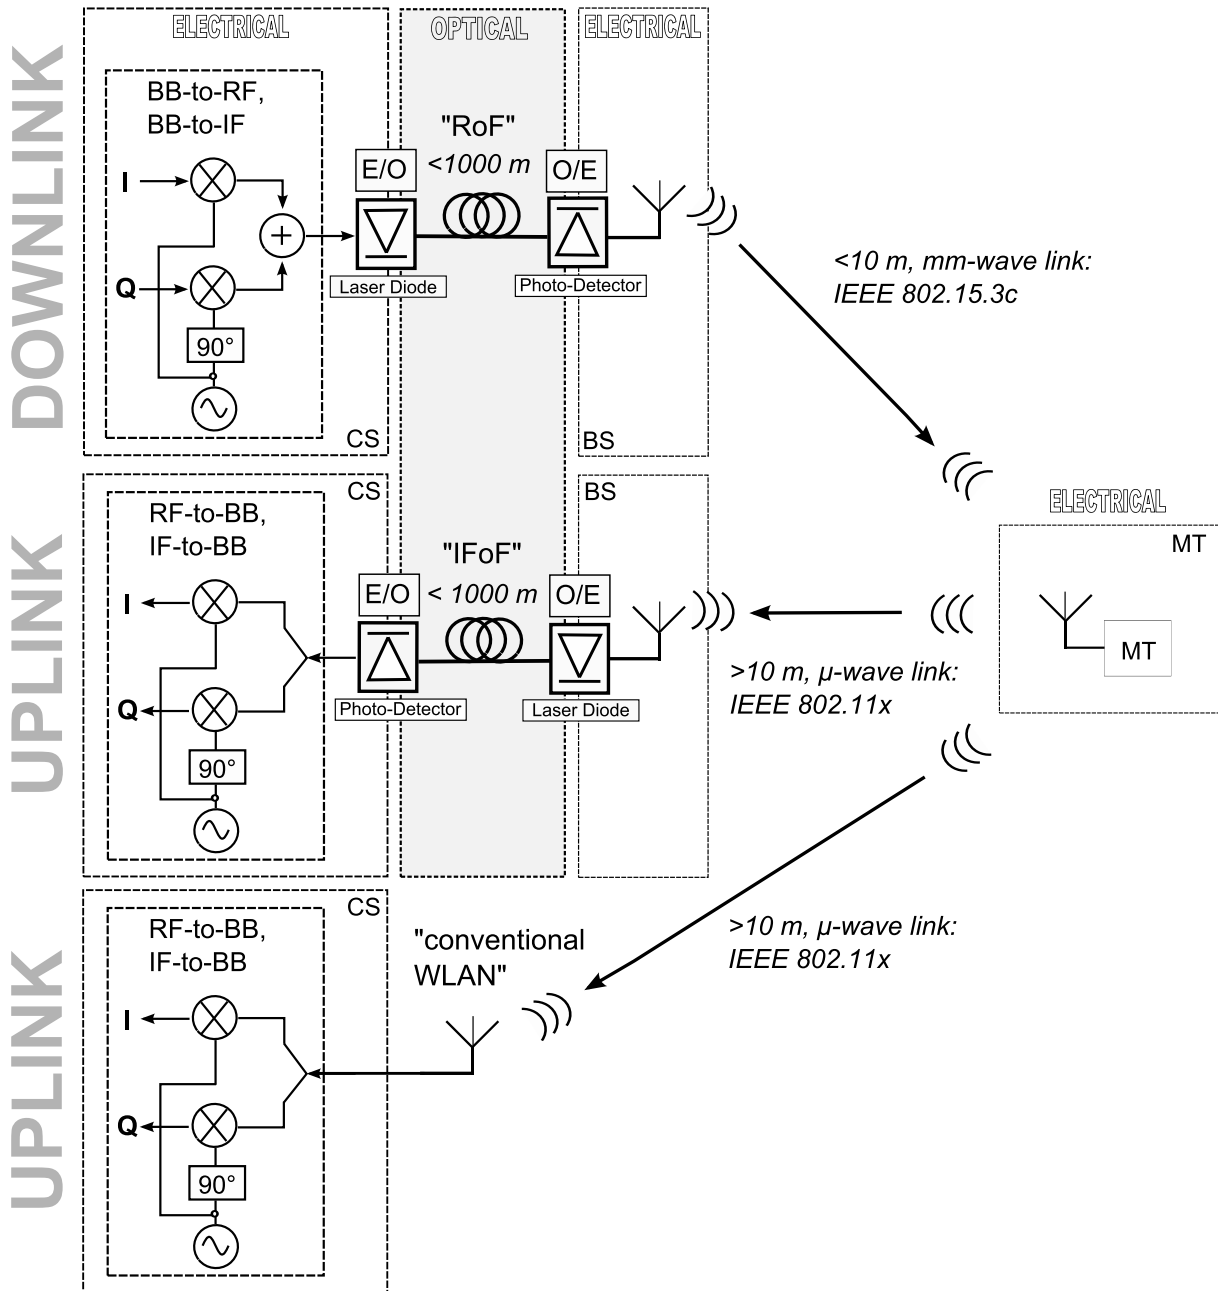 DOWNLINK
ELECTRICAL
OPTICAL
ELECTRICAL
BB-to-RF,
BB-to-IF
I
Q
90°
CS
E/O
Laser Diode
"RoF"
<1000 m
O/E
Photo-Detector
BS
<10 m, mm-wave link:
IEEE 802.15.3c
UPLINK
CS
RF-to-BB,
IF-to-BB
I
Q
90°
E/O
Photo-Detector
"IFoF"
< 1000 m
O/E
Laser Diode
BS
>10 m, μ-wave link:
IEEE 802.11x
ELECTRICAL
MT
MT
UPLINK
CS
RF-to-BB,
IF-to-BB
I
Q
90°
"conventional
WLAN"
>10 m, μ-wave link:
IEEE 802.11x